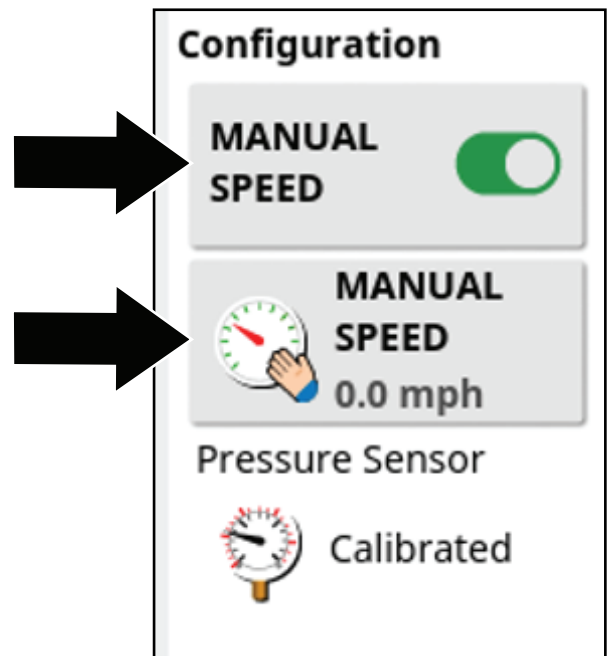 Configuration
MANUAL
SPEED
MANUAL
SPEED
0.0 mph
Pressure Sensor
Calibrated